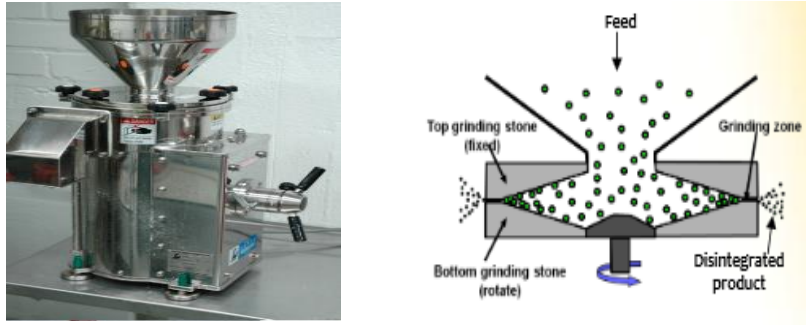 Feed
Top grinding stone
(fixed)
Grinding zone
Bottom grinding stone
(rotate)
Disintegrated
product